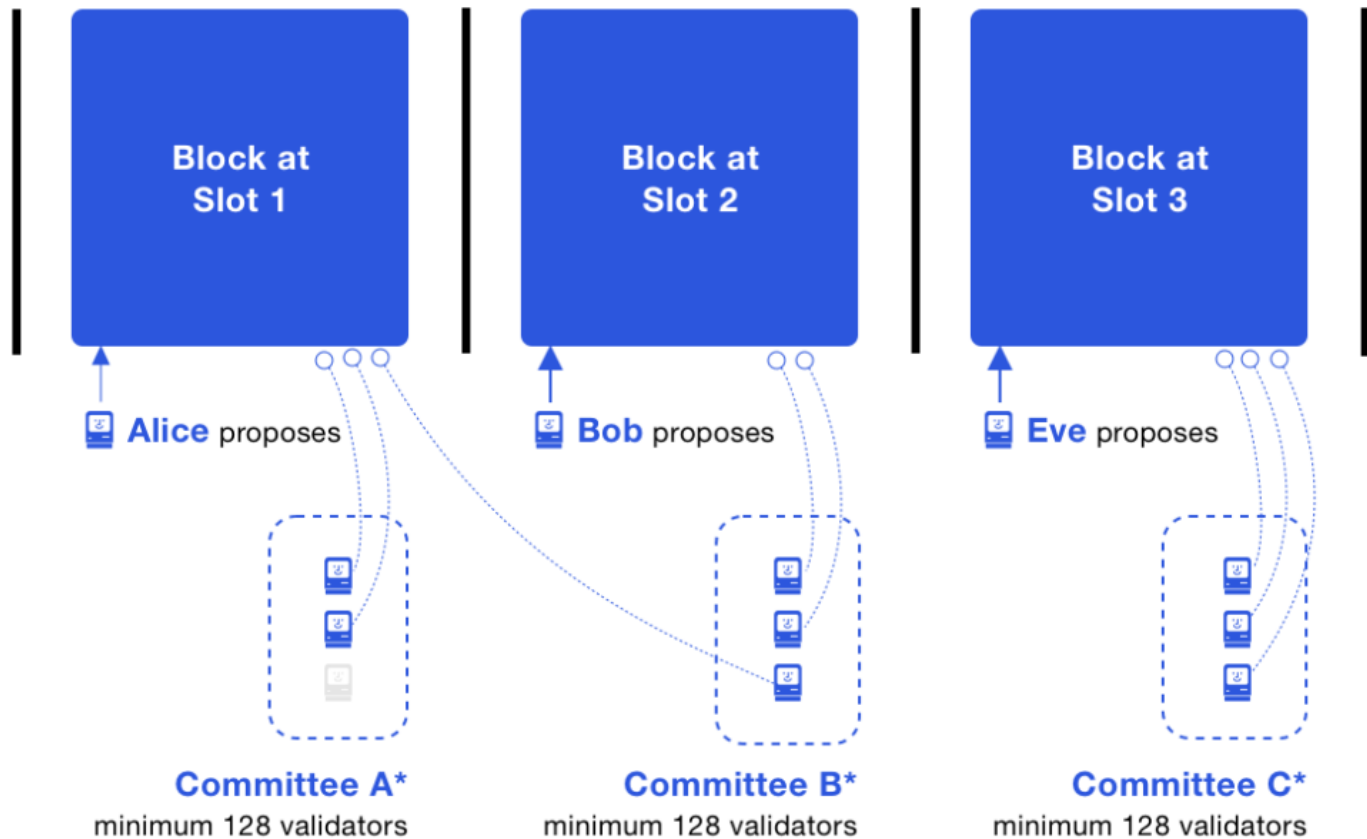 Block at
Slot 1
Block at
Slot 2
Block at
Slot 3
Alice proposes
Bob proposes
Eve proposes
Committee A*
minimum 128 validators
Committee B*
minimum 128 validators
Committee C*
minimum 128 validators